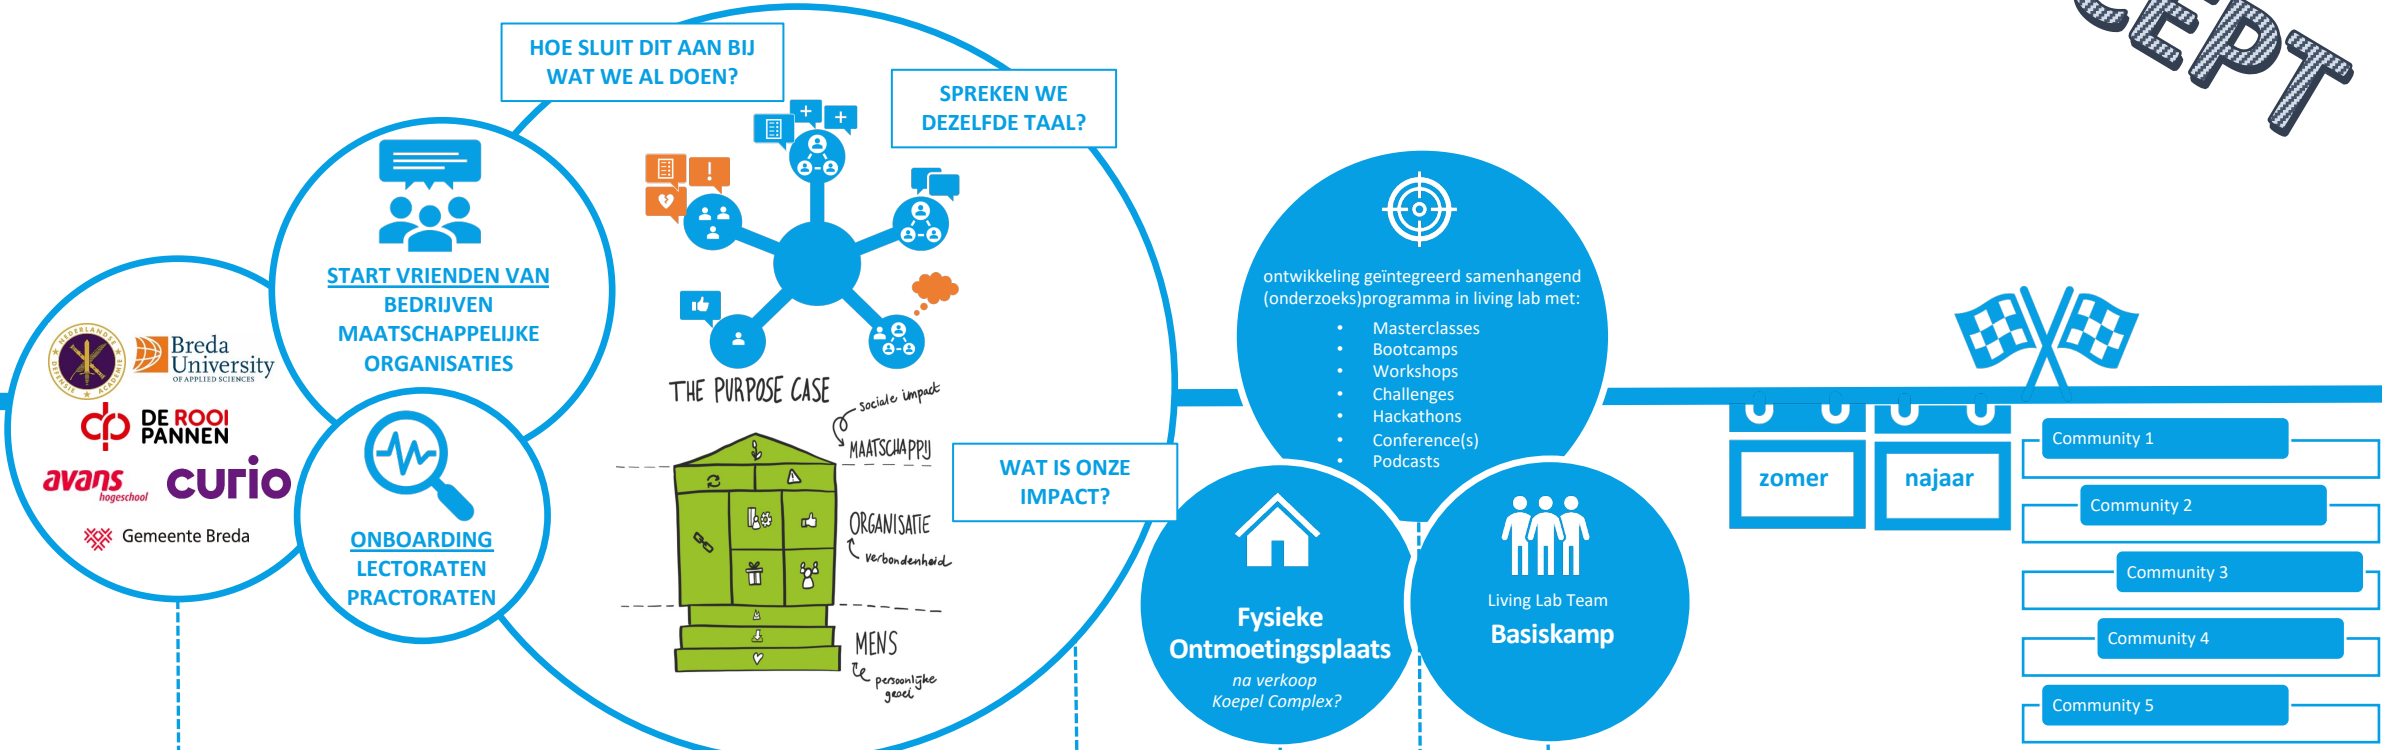 CEPT
HOE SLUIT DIT AAN BIJ
WAT WE AL DOEN?
SPREKEN WE
DEZELFDE TAAL?
START VRIENDEN VAN
BEDRIJVEN
MAATSCHAPPELIJKE
ORGANISATIES
NEDERLANDSE
DEFENSIE ACADEMIE
Breda
University
OF APPLIED SCIENCES
DE ROOI
PANNEN
avans
hogeschool
curio
Gemeente Breda
ONBOARDING
LECTORATEN
PRACTORATEN
THE PURPOSE CASE
sociale impact
MAATSCHAPPIJ
ORGANISATIE
verbondenheid
MENS
persoonlijke
groei
WAT IS ONZE
IMPACT?
ontwikkeling geïntegreerd samenhangend
(onderzoeks)programma in living lab met:
• Masterclasses
• Bootcamps
• Workshops
• Challenges
• Hackathons
• Conference(s)
• Podcasts
Fysieke
Ontmoetingsplaats
na verkoop
Koepel Complex?
Living Lab Team
Basiskamp
zomer
najaar
Community 1
Community 2
Community 3
Community 4
Community 5